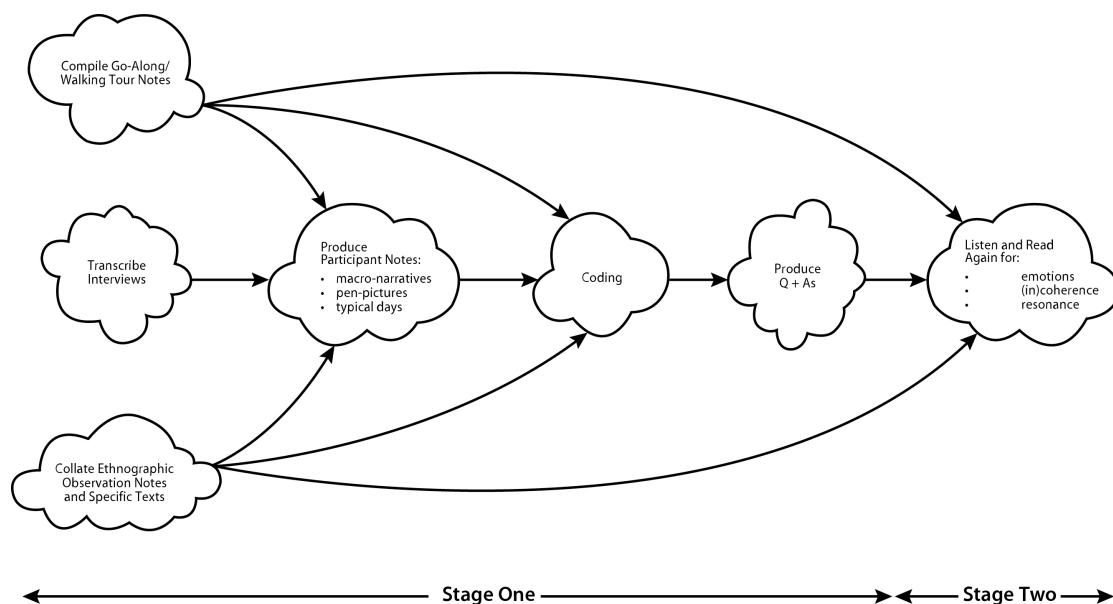 Compile Go-Along/
Walking Tour Notes
Transcribe
Interviews
Produce
Participant Notes:
• macro-narratives
• pen-pictures
• typical days
Coding
Produce
Q + As
Listen and Read
Again for:
• emotions
• (in)coherence
• resonance
Collate Ethnographic
Observation Notes
and Specific Texts
Stage One
Stage Two